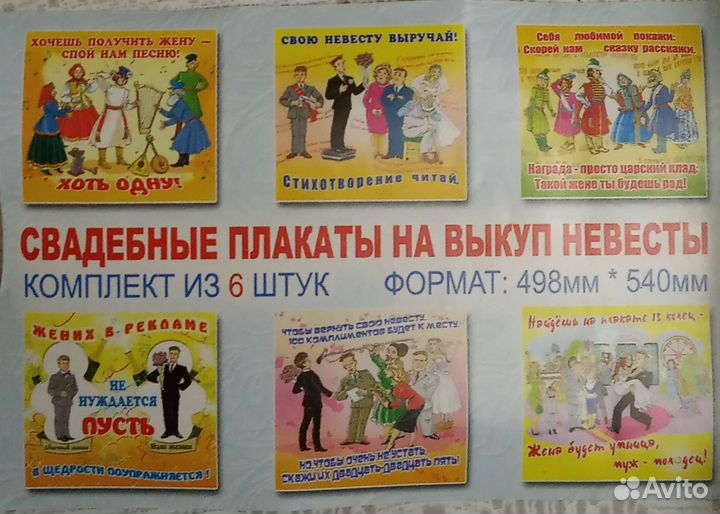 ХОЧЕШЬ ПОЛУЧИТЬ ЖЕНУ –
СПОЙ НАМ ПЕСНЮ!
ХОТЬ ОДНУ!
СВОЮ НЕВЕСТУ ВЫРУЧАЙ!
Стихотворение читай.
Себя любимой покажи:
Скорей нам сказку расскажи.
Награда - просто царский клад:
Такой жене ты будешь рад!
СВАДЕБНЫЕ ПЛАКАТЫ НА ВЫКУП НЕВЕСТЫ
КОМПЛЕКТ ИЗ 6 ШТУК ФОРМАТ: 498мм * 540мм
ЖЕНИХ В РЕКЛАМЕ
НЕ
НУЖДАЕТСЯ
ПУСТЬ
В ЩЕДРОСТИ ПОУПРАЖНЯЕТСЯ!
Чтобы вернуть свою невесту,
100 комплиментов будет к месту.
Но, чтобы очень не устать,
Скажи их двадцать-двадцать пять!
Найдёшь на плакате 13 колец -
Жена будет умница,
муж - молодец!
Avito